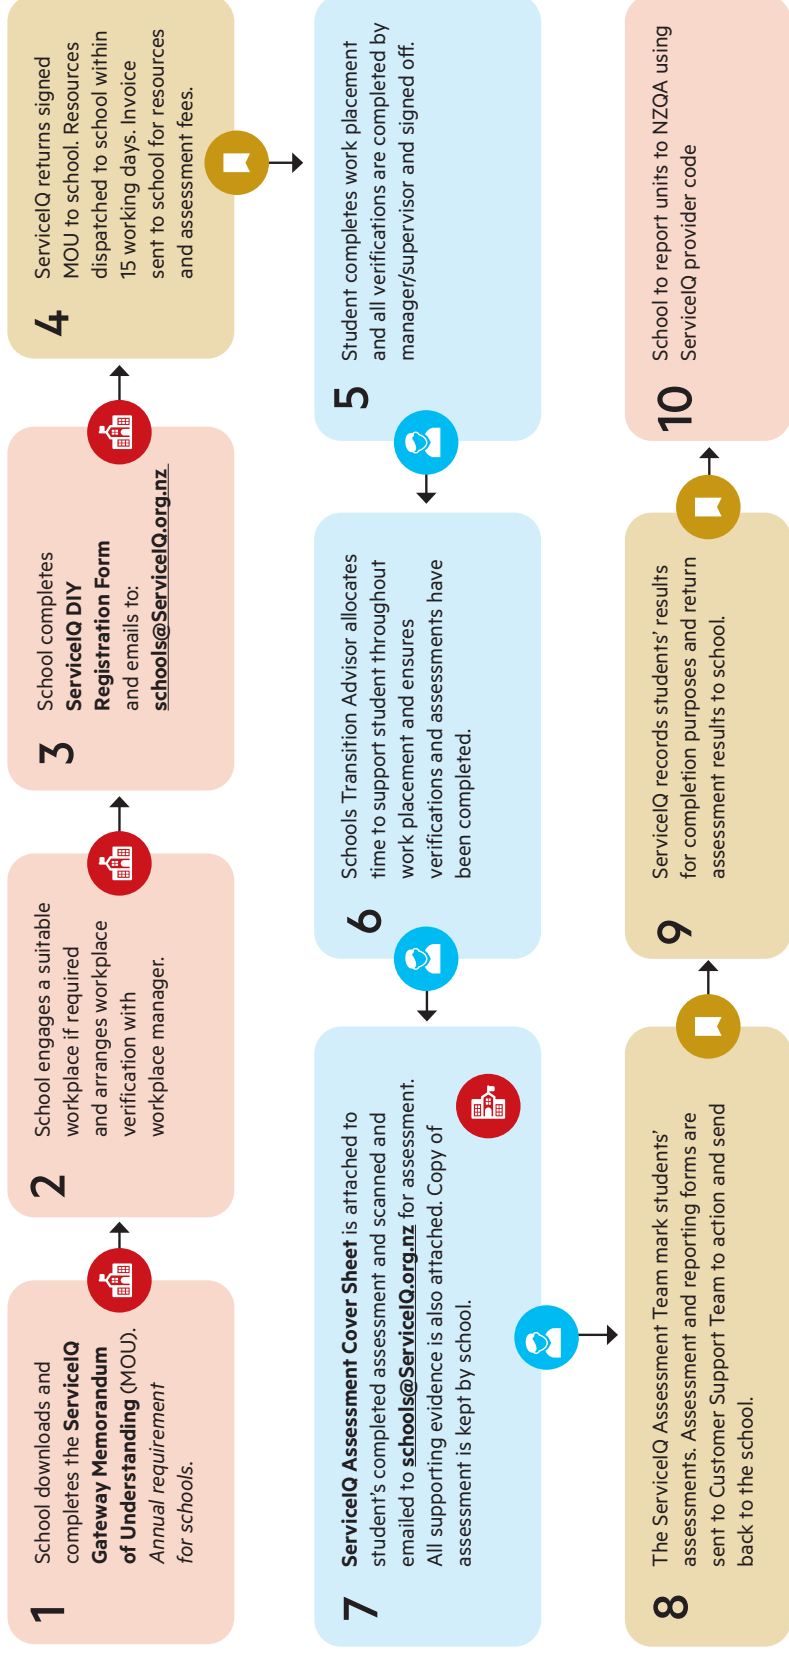 1
School downloads and
completes the ServiceIQ
Gateway Memorandum
of Understanding (MOU).
Annual requirement
for schools.
2
School engages a suitable
workplace if required
and arranges workplace
verification with
workplace manager.
3
School completes
ServiceIQ DIY
Registration Form
and emails to:
schools@ServiceIQ.org.nz
4
ServiceIQ returns signed
MOU to school. Resources
dispatched to school within
15 working days. Invoice
sent to school for resources
and assessment fees.
5
Student completes work placement
and all verifications are completed by
manager/supervisor and signed off.
6
Schools Transition Advisor allocates
time to support student throughout
work placement and ensures
verifications and assessments have
been completed.
7
ServiceIQ Assessment Cover Sheet is attached to
student's completed assessment and scanned and
emailed to schools@ServiceIQ.org.nz for assessment.
All supporting evidence is also attached. Copy of
assessment is kept by school.
8
The ServiceIQ Assessment Team mark students'
assessments. Assessment and reporting forms are
sent to Customer Support Team to action and send
back to the school.
9
ServiceIQ records students' results
for completion purposes and return
assessment results to school.
10
School to report units to NZQA using
ServiceIQ provider code